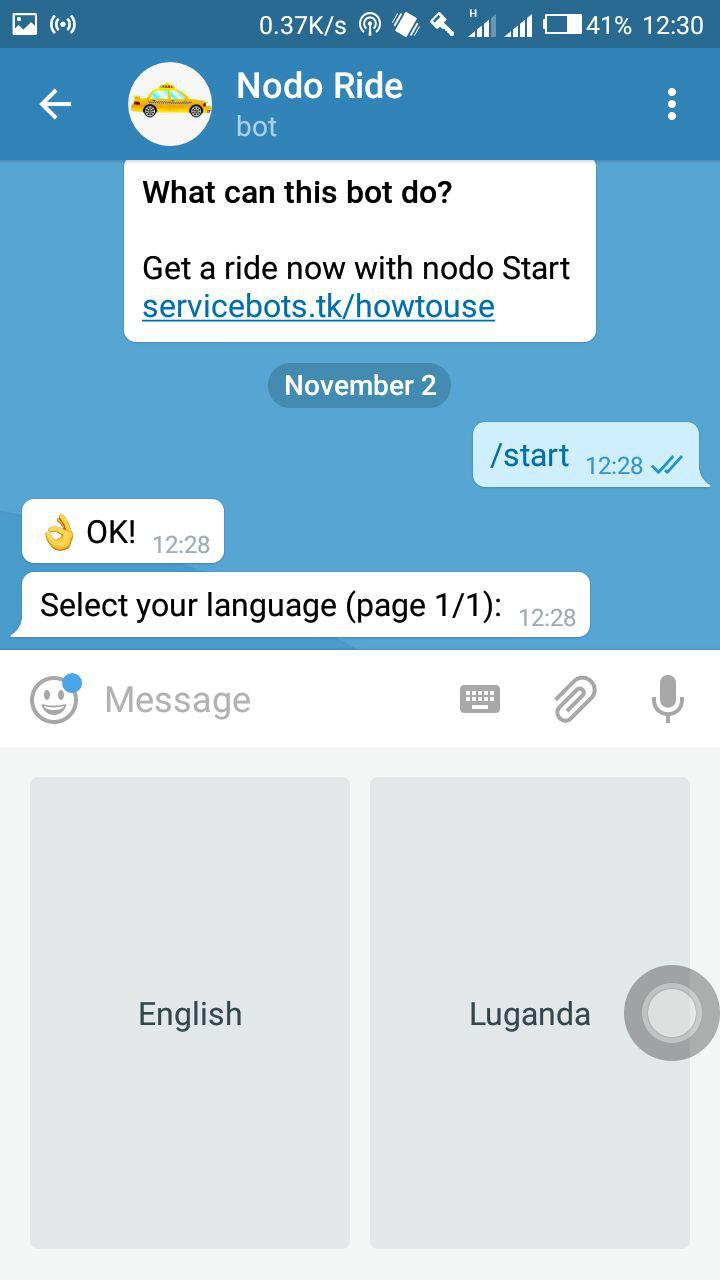 0.37K/s H 41% 12:30
Nodo Ride
bot
What can this bot do?
Get a ride now with nodo Start
servicebots.tk/howtouse
November 2
/start 12:28
👌 OK! 12:28
Select your language (page 1/1): 12:28
Message
English Luganda